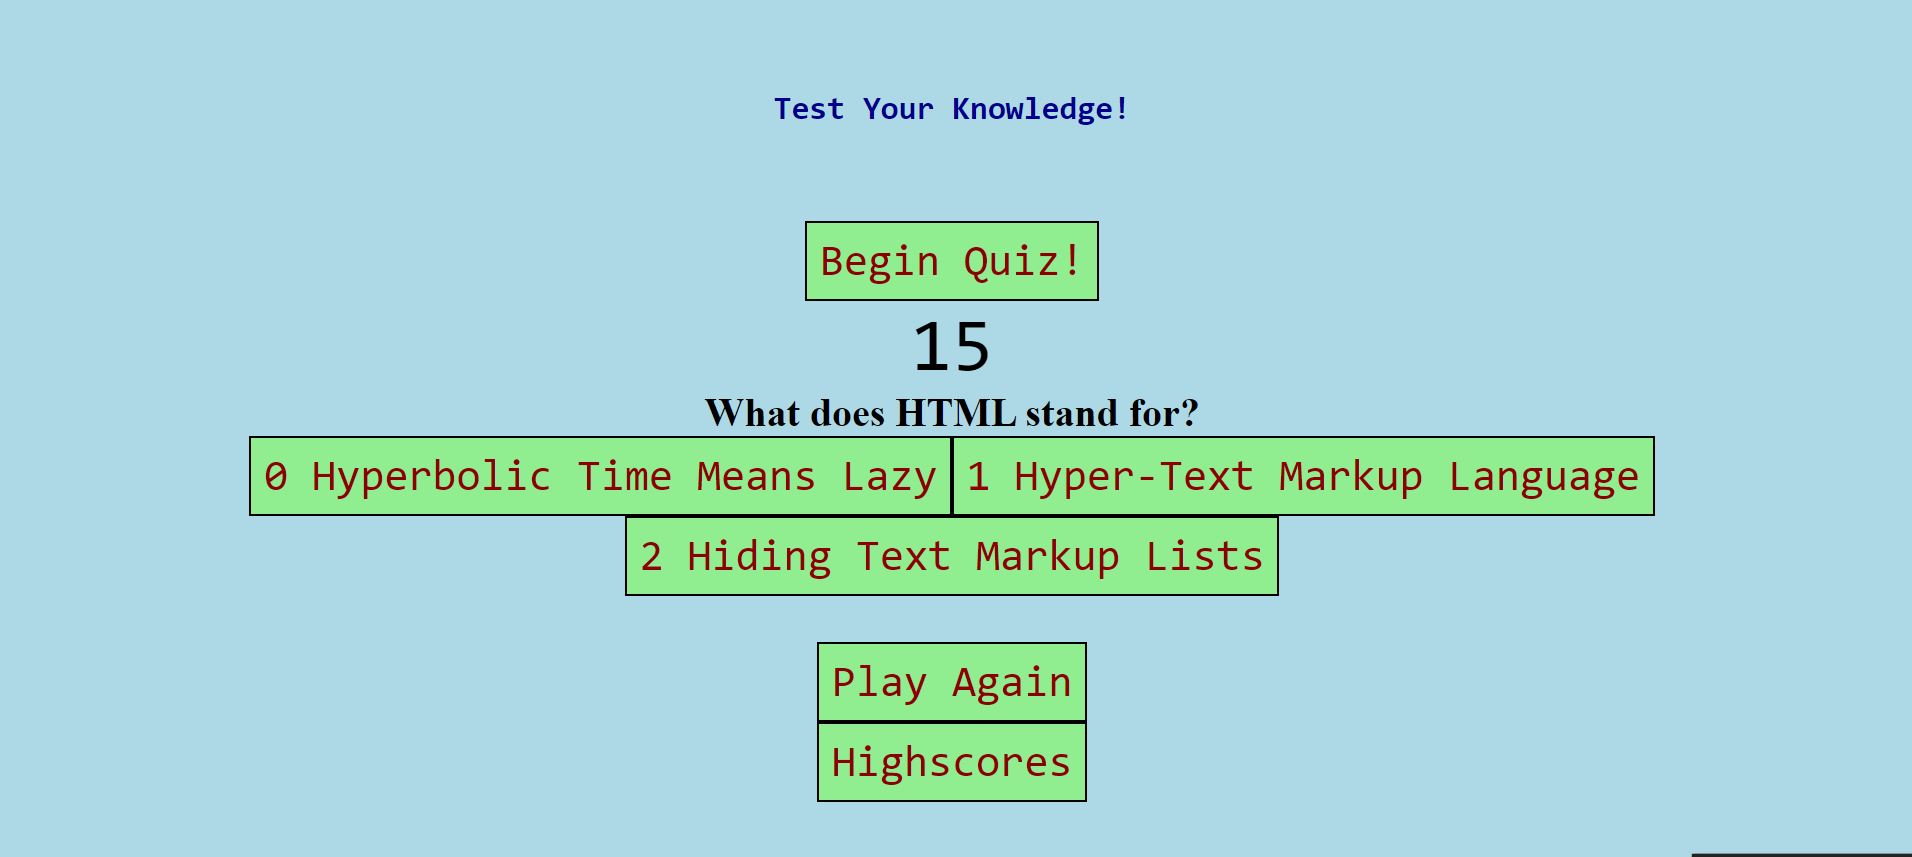 Test Your Knowledge!
Begin Quiz!
15
What does HTML stand for?
0 Hyperbolic Time Means Lazy 1 Hyper-Text Markup Language
2 Hiding Text Markup Lists
Play Again
Highscores